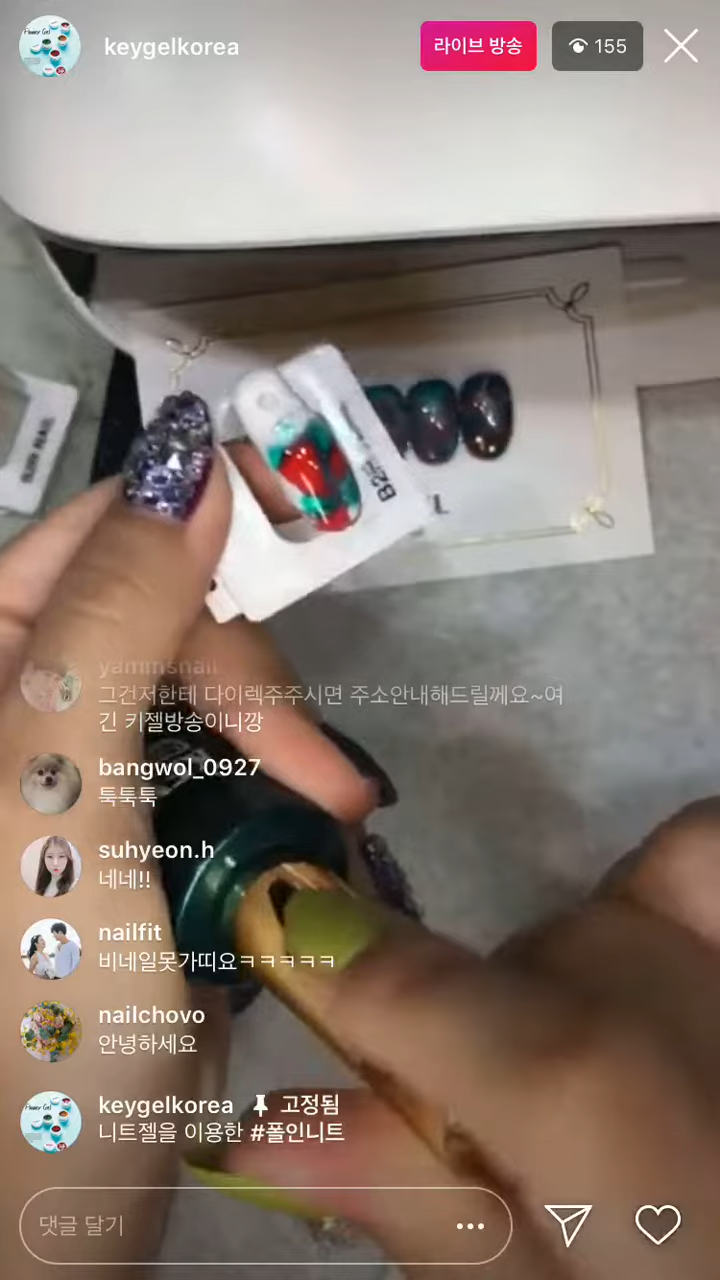 keygelkorea
라이브 방송
155
yammsnail
그건저한테 다이렉주주시면 주소안내해드릴께요~여
긴 키젤방송이니깡
bangwol_0927
툭툭툭
suhyeon.h
네네!!
nailfit
비네일못가띠요ㅋㅋㅋㅋㅋ
nailchovo
안녕하세요
keygelkorea 고정됨
니트젤을 이용한 #폴인니트
댓글 달기